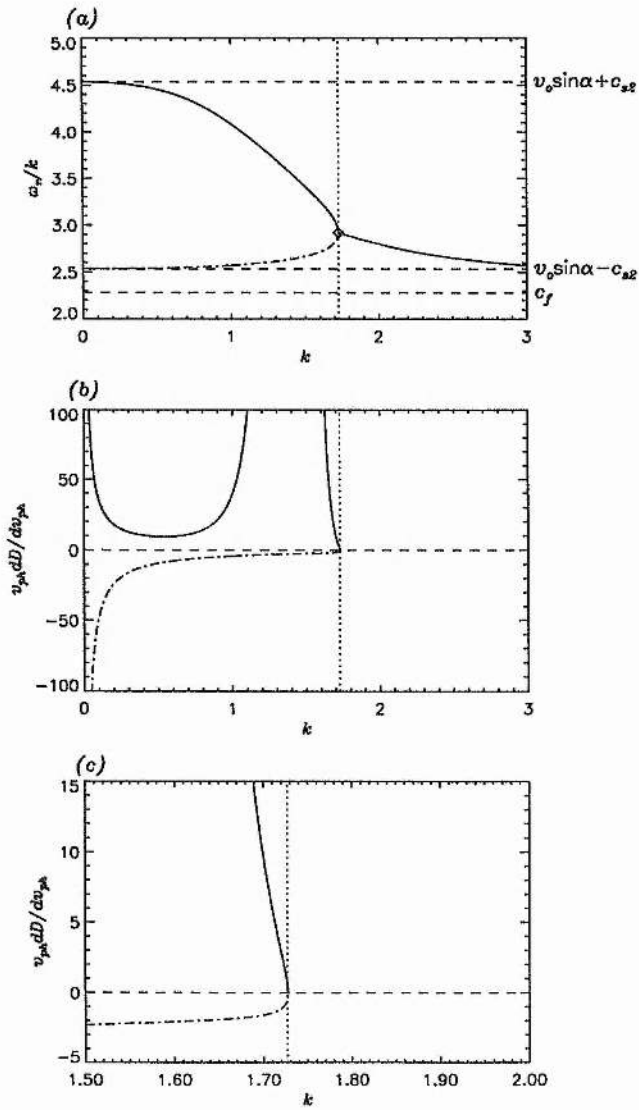 (a)
5.0
4.5
4.0
3.5
3.0
2.5
2.0
ω_r/k
v_o sinα+c_s2
v_o sinα−c_s2
c_f
0 1 2 3
k
(b)
100
50
0
−50
−100
v_ph dD/dv_ph
0 1 2 3
k
(c)
15
10
5
0
−5
v_ph dD/dv_ph
1.50 1.60 1.70 1.80 1.90 2.00
k